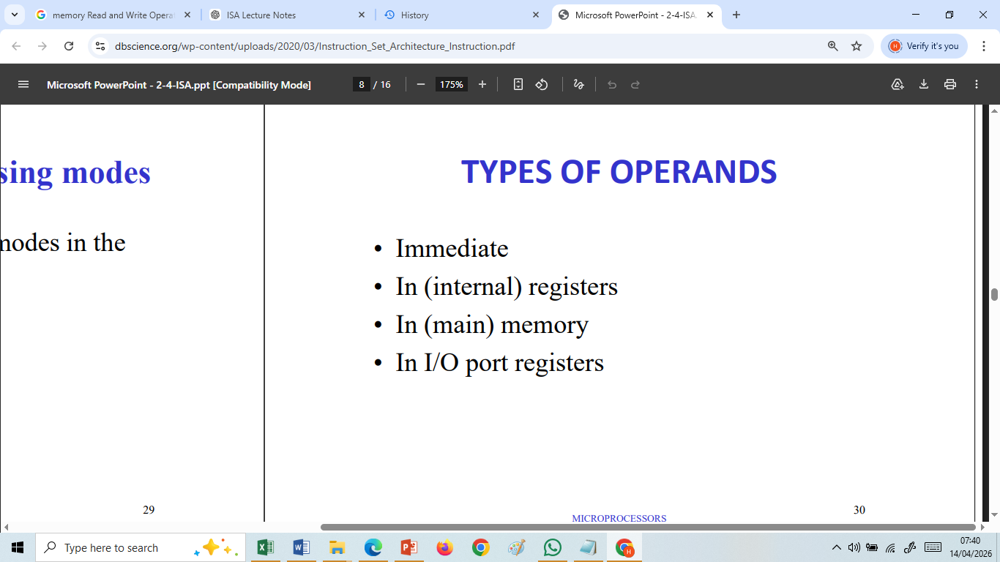 memory Read and Write Opera
ISA Lecture Notes
History
Microsoft PowerPoint - 2-4-ISA.
dbscience.org/wp-content/uploads/2020/03/Instruction_Set_Architecture_Instruction.pdf
H
Verify it's you
Microsoft PowerPoint - 2-4-ISA.ppt [Compatibility Mode]
8 / 16
175%
sing modes
TYPES OF OPERANDS
modes in the
• Immediate
• In (internal) registers
• In (main) memory
• In I/O port registers
29
30
MICROPROCESSORS
Type here to search
H
07:40
14/04/2026